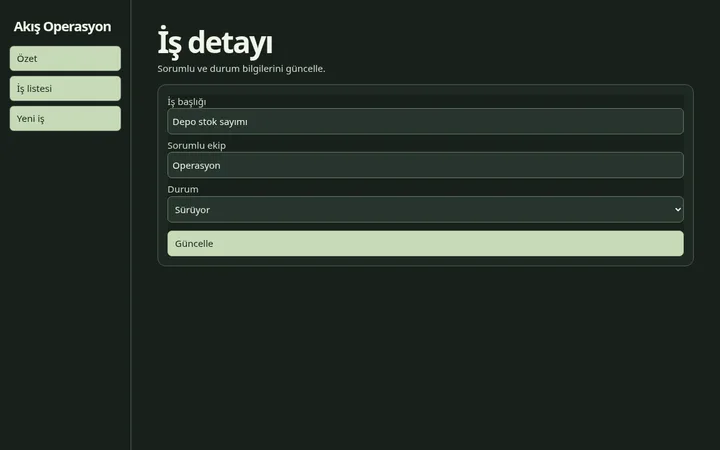 Akış Operasyon
Özet
İş listesi
Yeni iş
İş detayı
Sorumlu ve durum bilgilerini güncelle.
İş başlığı
Depo stok sayımı
Sorumlu ekip
Operasyon
Durum
Sürüyor
Güncelle